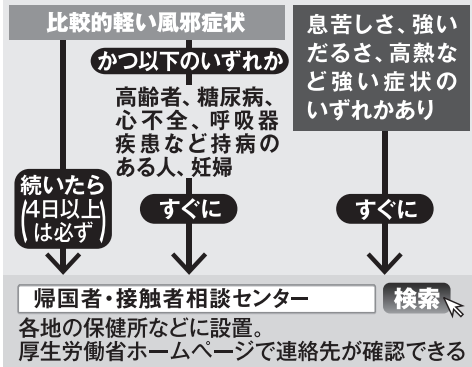 比較的軽い風邪症状
かつ以下のいずれか
高齢者、糖尿病、
心不全、呼吸器
疾患など持病の
ある人、妊婦
息苦しさ、強い
だるさ、高熱な
ど強い症状の
いずれかあり
続いたら
(4日以上
は必ず)
すぐに
すぐに
帰国者・接触者相談センター
検索
各地の保健所などに設置。
厚生労働省ホームページで連絡先が確認できる